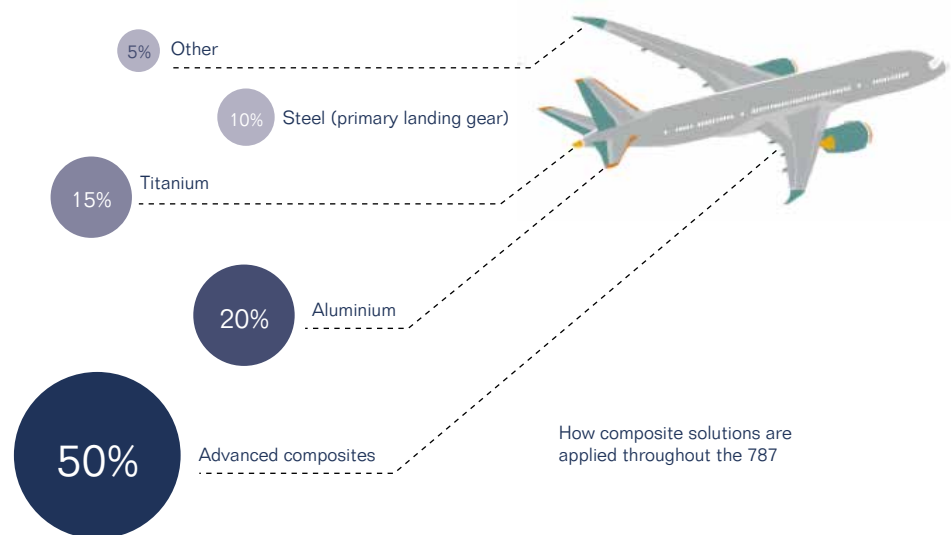 5% Other
10% Steel (primary landing gear)
15% Titanium
20% Aluminium
50% Advanced composites
How composite solutions are
applied throughout the 787